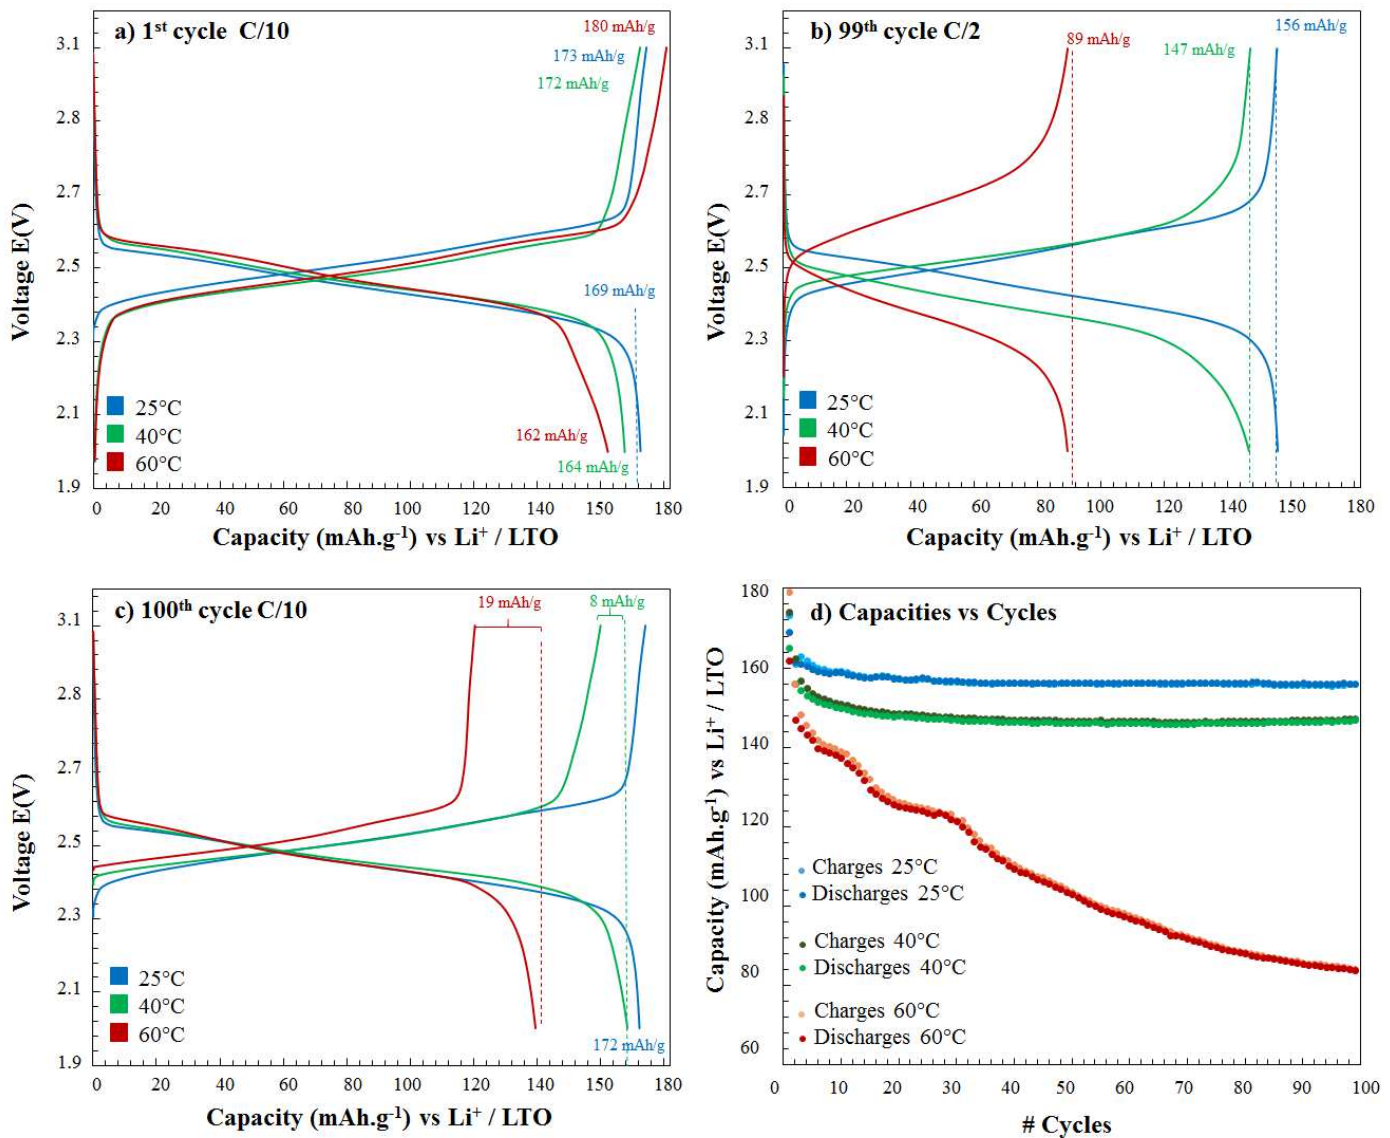 a) 1st cycle C/10
180 mAh/g
173 mAh/g
172 mAh/g
3.1
2.8
2.7
2.5
2.3
2.1
1.9
Voltage E(V)
169 mAh/g
162 mAh/g
164 mAh/g
25°C
40°C
60°C
0 20 40 60 80 100 120 140 150 180
Capacity (mAh.g-1) vs Li+ / LTO
b) 99th cycle C/2
89 mAh/g
147 mAh/g
156 mAh/g
3.1
2.8
2.7
2.5
2.3
2.1
1.9
Voltage E(V)
25°C
40°C
60°C
0 20 40 60 80 100 120 140 150 180
Capacity (mAh.g-1) vs Li+ / LTO
c) 100th cycle C/10
19 mAh/g
8 mAh/g
3.1
2.8
2.7
2.5
2.3
2.1
1.9
Voltage E(V)
25°C
40°C
60°C
172 mAh/g
0 20 40 60 80 100 120 140 150 180
Capacity (mAh.g-1) vs Li+ / LTO
d) Capacities vs Cycles
180
160
140
120
100
80
60
Capacity (mAh.g-1) vs Li+ / LTO
Charges 25°C
Discharges 25°C
Charges 40°C
Discharges 40°C
Charges 60°C
Discharges 60°C
0 10 20 30 40 50 60 70 80 90 100
# Cycles